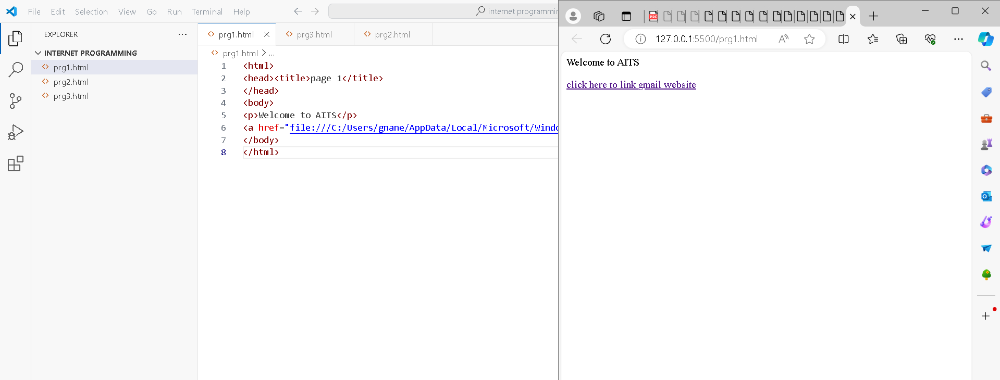 File Edit Selection View Go Run Terminal Help
internet programmin
EXPLORER
INTERNET PROGRAMMING
prg1.html
prg2.html
prg3.html
prg1.html
prg3.html
prg2.html
prg1.html > ...
1 <html>
2 <head><title>page 1</title>
3 </head>
4 <body>
5 <p>Welcome to AITS</p>
6 <a href="file:///C:/Users/gnane/AppData/Local/Microsoft/Windo
7 </body>
8 </html>
PDF
127.0.0.1:5500/prg1.html
Welcome to AITS
click here to link gmail website